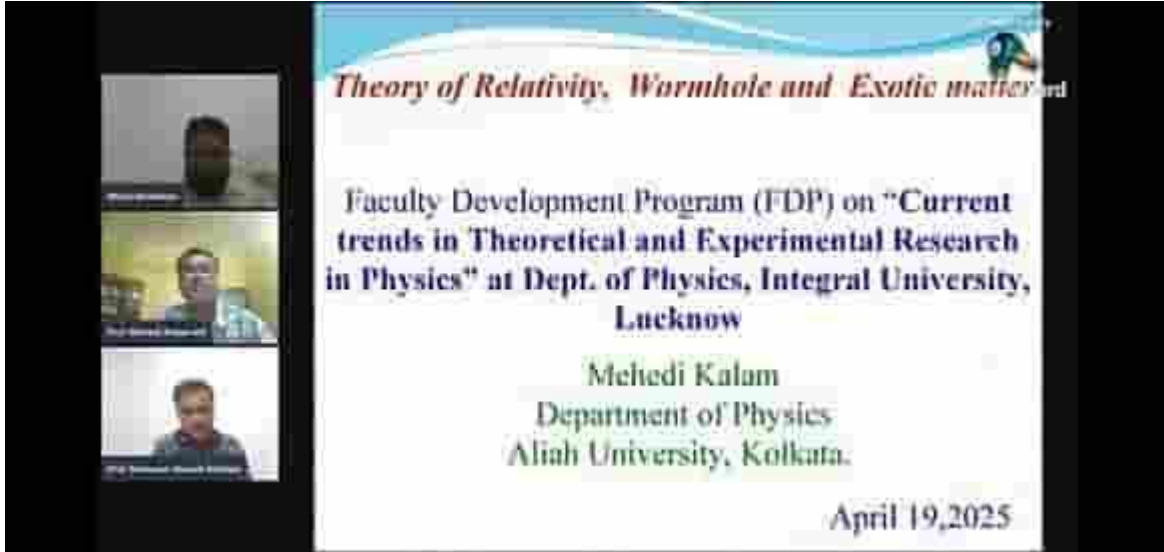 Theory of Relativity, Wormhole and Exotic matter
Faculty Development Program (FDP) on “Current
trends in Theoretical and Experimental Research
in Physics” at Dept. of Physics, Integral University,
Lucknow
Mehedi Kalam
Department of Physics
Aliah University, Kolkata.
April 19,2025